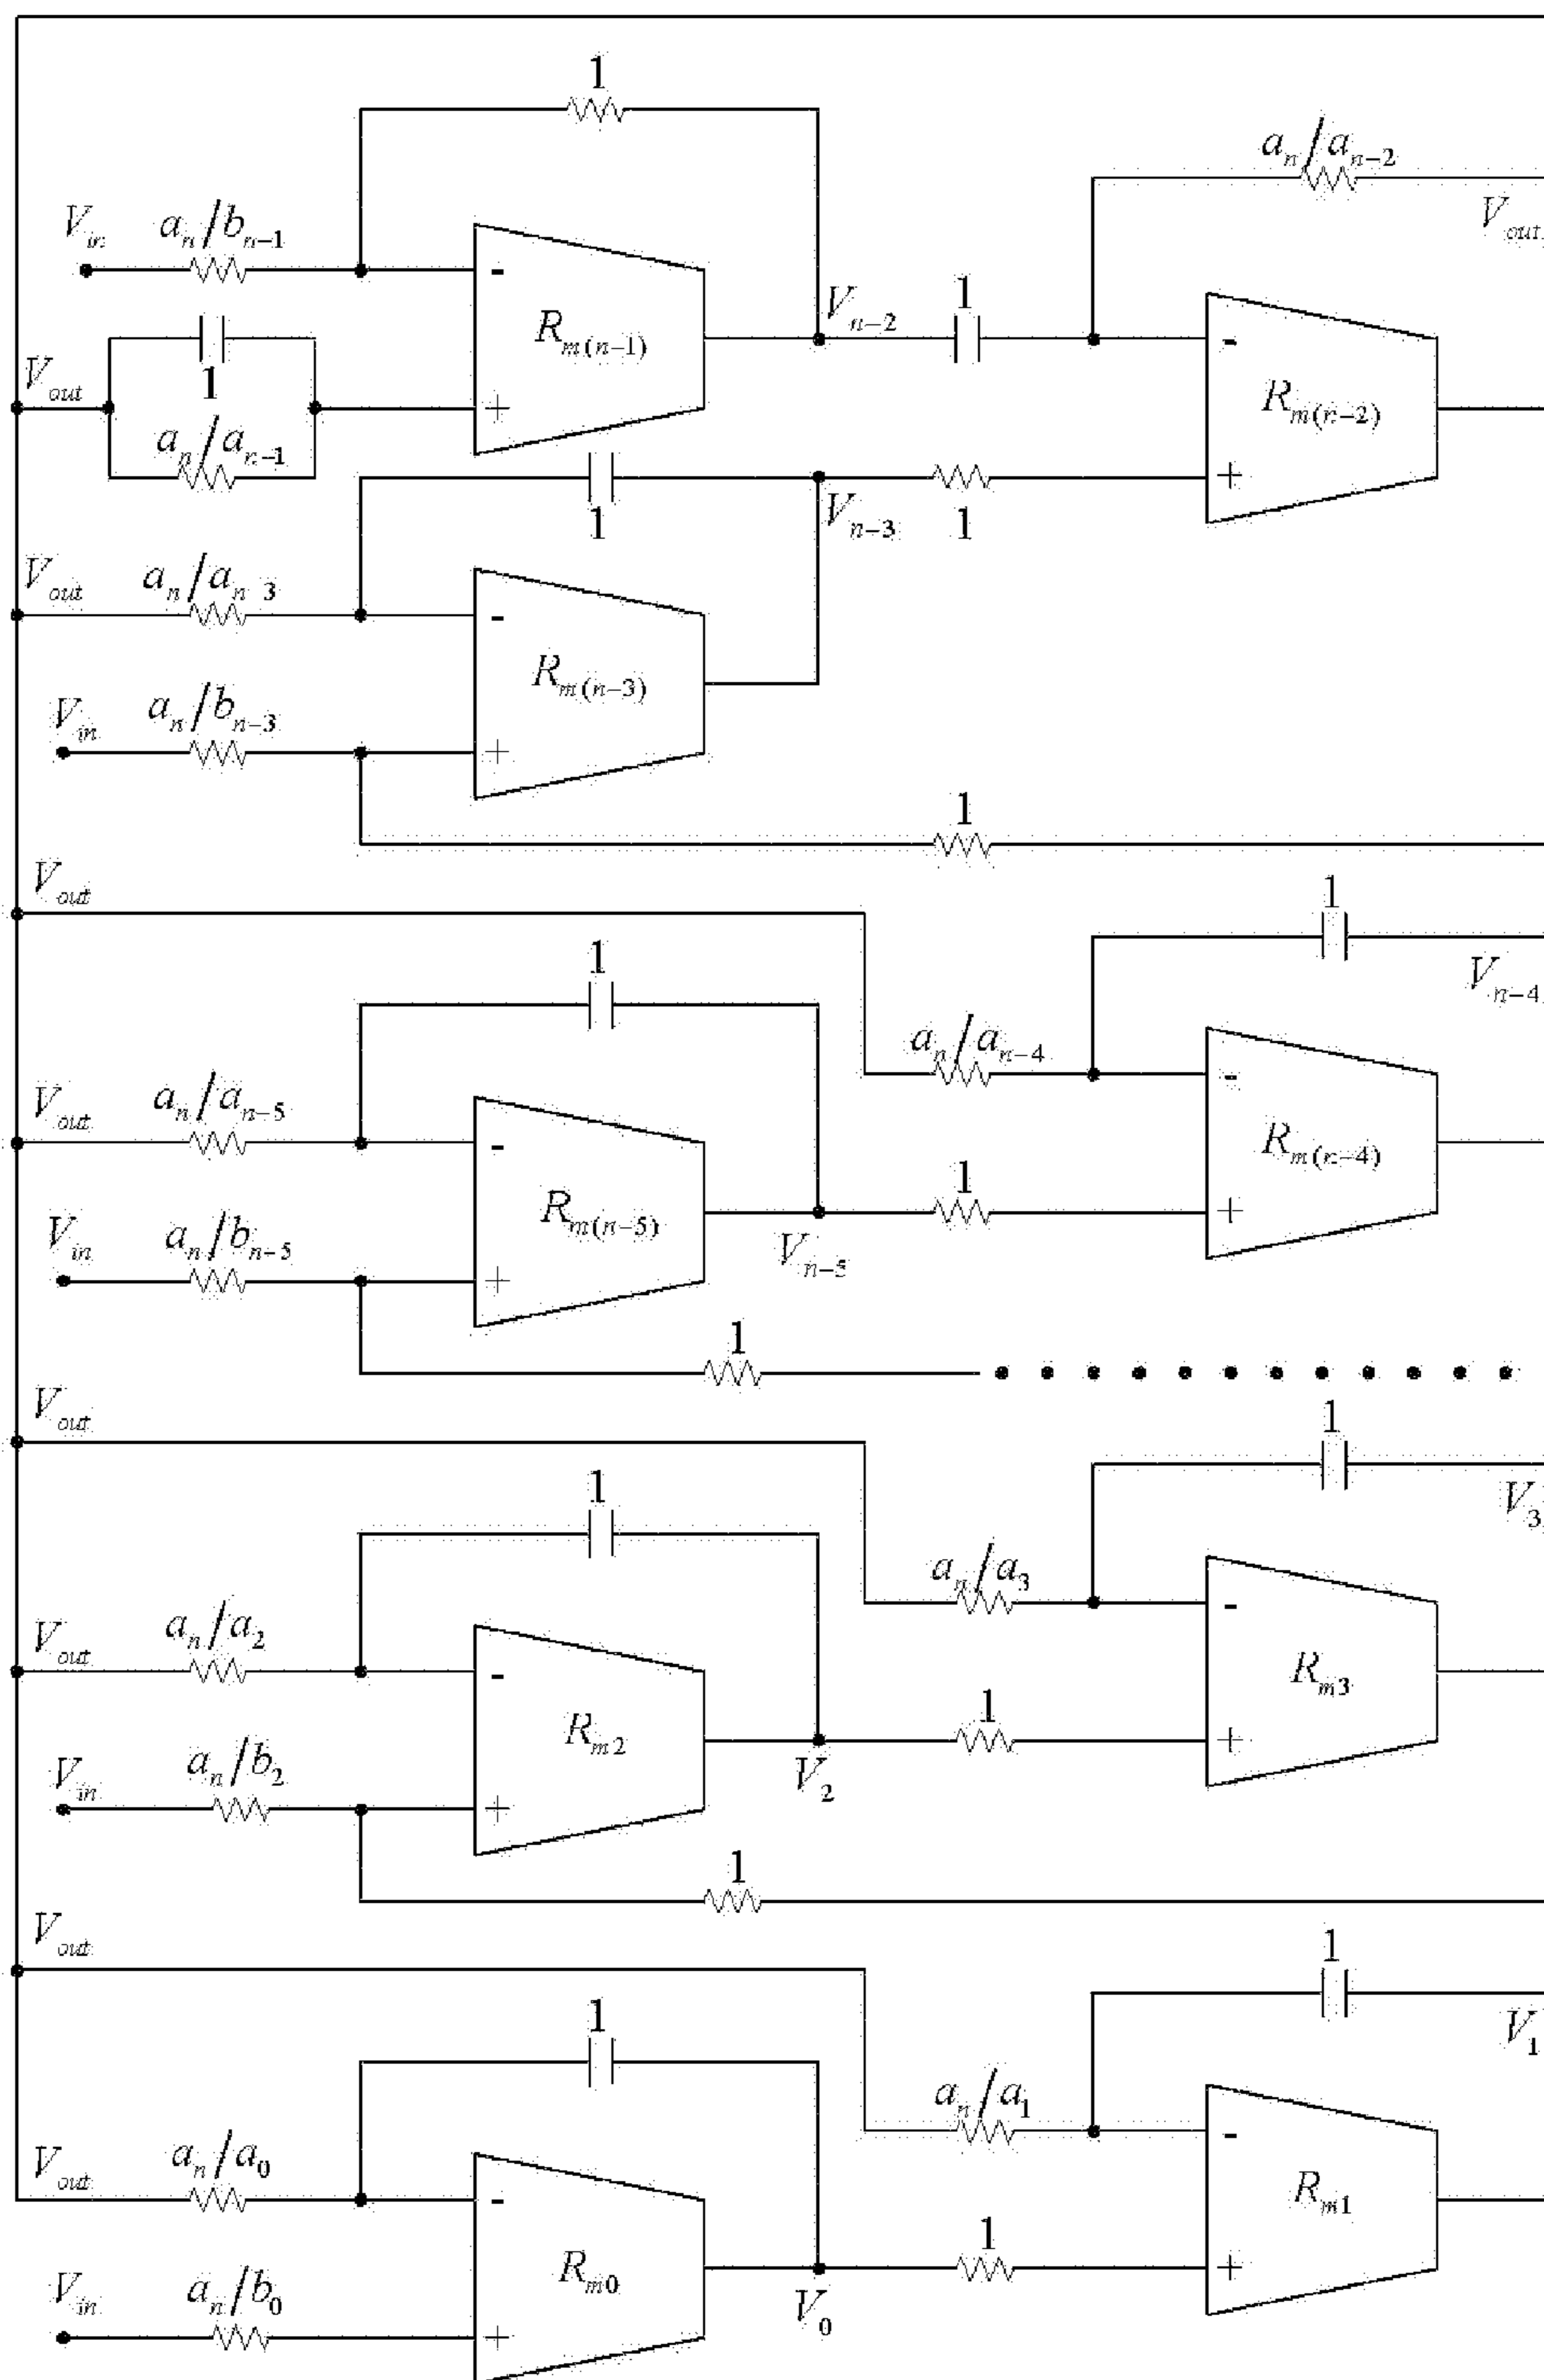 1
a_n/a_{n-2}
V_in a_n/b_{n-1} V_out
- R_{m(n-1)} V_{n-2} 1 - R_{m(n-2)}
V_out 1 +
a_n/a_{n-1} +
1 V_{n-3} 1
V_out a_n/a_{n-3} - R_{m(n-3)}
V_in a_n/b_{n-3} +
1
V_out 1
1 V_{n-4}
a_n/a_{n-4} -
V_out a_n/a_{n-5} - R_{m(n-4)}
V_in a_n/b_{n-5} R_{m(n-5)} 1 +
+ V_{n-5}
1
V_out 1
1 V_3
a_n/a_3 -
V_out a_n/a_2 - R_{m3}
V_in a_n/b_2 R_{m2} 1 +
+ V_2
1
V_out 1
1 V_1
a_n/a_1 -
V_out a_n/a_0 - R_{m1}
V_in a_n/b_0 R_{m0} 1 +
+ V_0